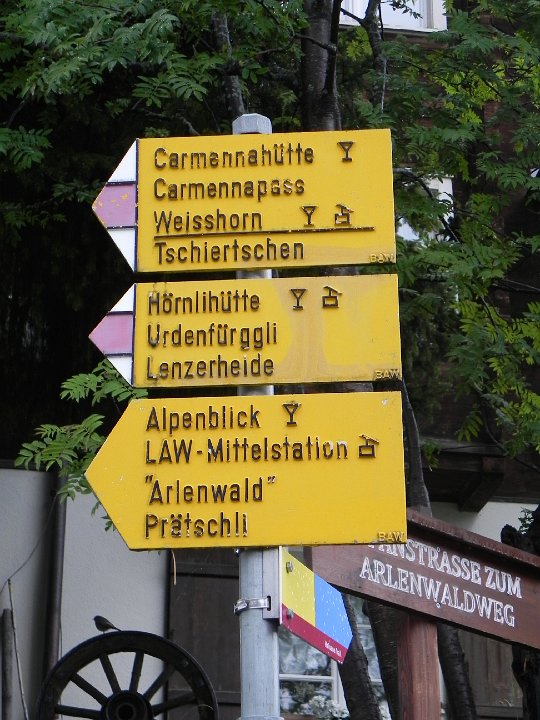 Carmennahütte
Carmennapass
Weisshorn
Tschiertschen
BAW
Hörnlihütte
Urdenfürggli
Lenzerheide
BAW
Alpenblick
LAW-Mittelstation
"Arlenwald"
Prätschli
BAW
ANSTRASSE ZUM
ARLENWALDWEG